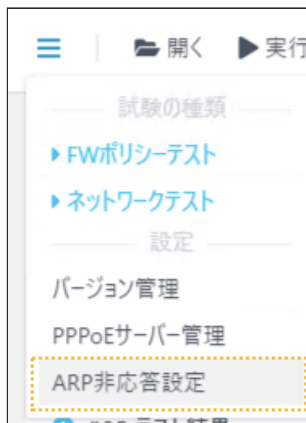 開く 実行
試験の種類
FWポリシーテスト
ネットワークテスト
設定
バージョン管理
PPPoEサーバー管理
ARP非応答設定